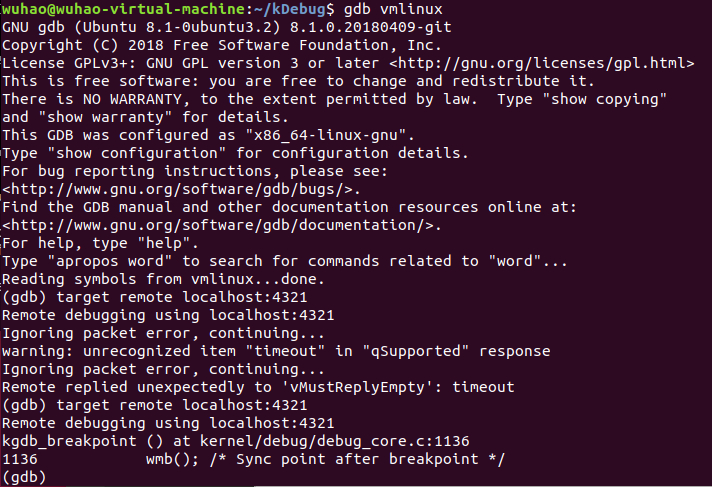 wuhao@wuhao-virtual-machine:~/kDebug$ gdb vmlinux
GNU gdb (Ubuntu 8.1-0ubuntu3.2) 8.1.0.20180409-git
Copyright (C) 2018 Free Software Foundation, Inc.
License GPLv3+: GNU GPL version 3 or later <http://gnu.org/licenses/gpl.html>
This is free software: you are free to change and redistribute it.
There is NO WARRANTY, to the extent permitted by law.  Type "show copying"
and "show warranty" for details.
This GDB was configured as "x86_64-linux-gnu".
Type "show configuration" for configuration details.
For bug reporting instructions, please see:
<http://www.gnu.org/software/gdb/bugs/>.
Find the GDB manual and other documentation resources online at:
<http://www.gnu.org/software/gdb/documentation/>.
For help, type "help".
Type "apropos word" to search for commands related to "word"...
Reading symbols from vmlinux...done.
(gdb) target remote localhost:4321
Remote debugging using localhost:4321
Ignoring packet error, continuing...
warning: unrecognized item "timeout" in "qSupported" response
Ignoring packet error, continuing...
Remote replied unexpectedly to 'vMustReplyEmpty': timeout
(gdb) target remote localhost:4321
Remote debugging using localhost:4321
kgdb_breakpoint () at kernel/debug/debug_core.c:1136
1136            wmb(); /* Sync point after breakpoint */
(gdb)